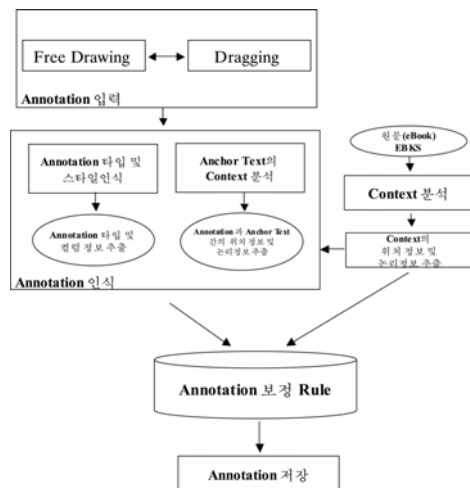 Free Drawing
Dragging
Annotation 입력
Annotation 타입 및
스타일인식
Anchor Text의
Context 분석
Annotation 타입 및
컬럼 정보 추출
Annotation과 Anchor Text
간의 위치정보 및
논리정보 추출
Annotation 인식
원문(eBook)
EBKS
Context 분석
Context의
위치 정보 및
논리정보 추출
Annotation 보정 Rule
Annotation 저장